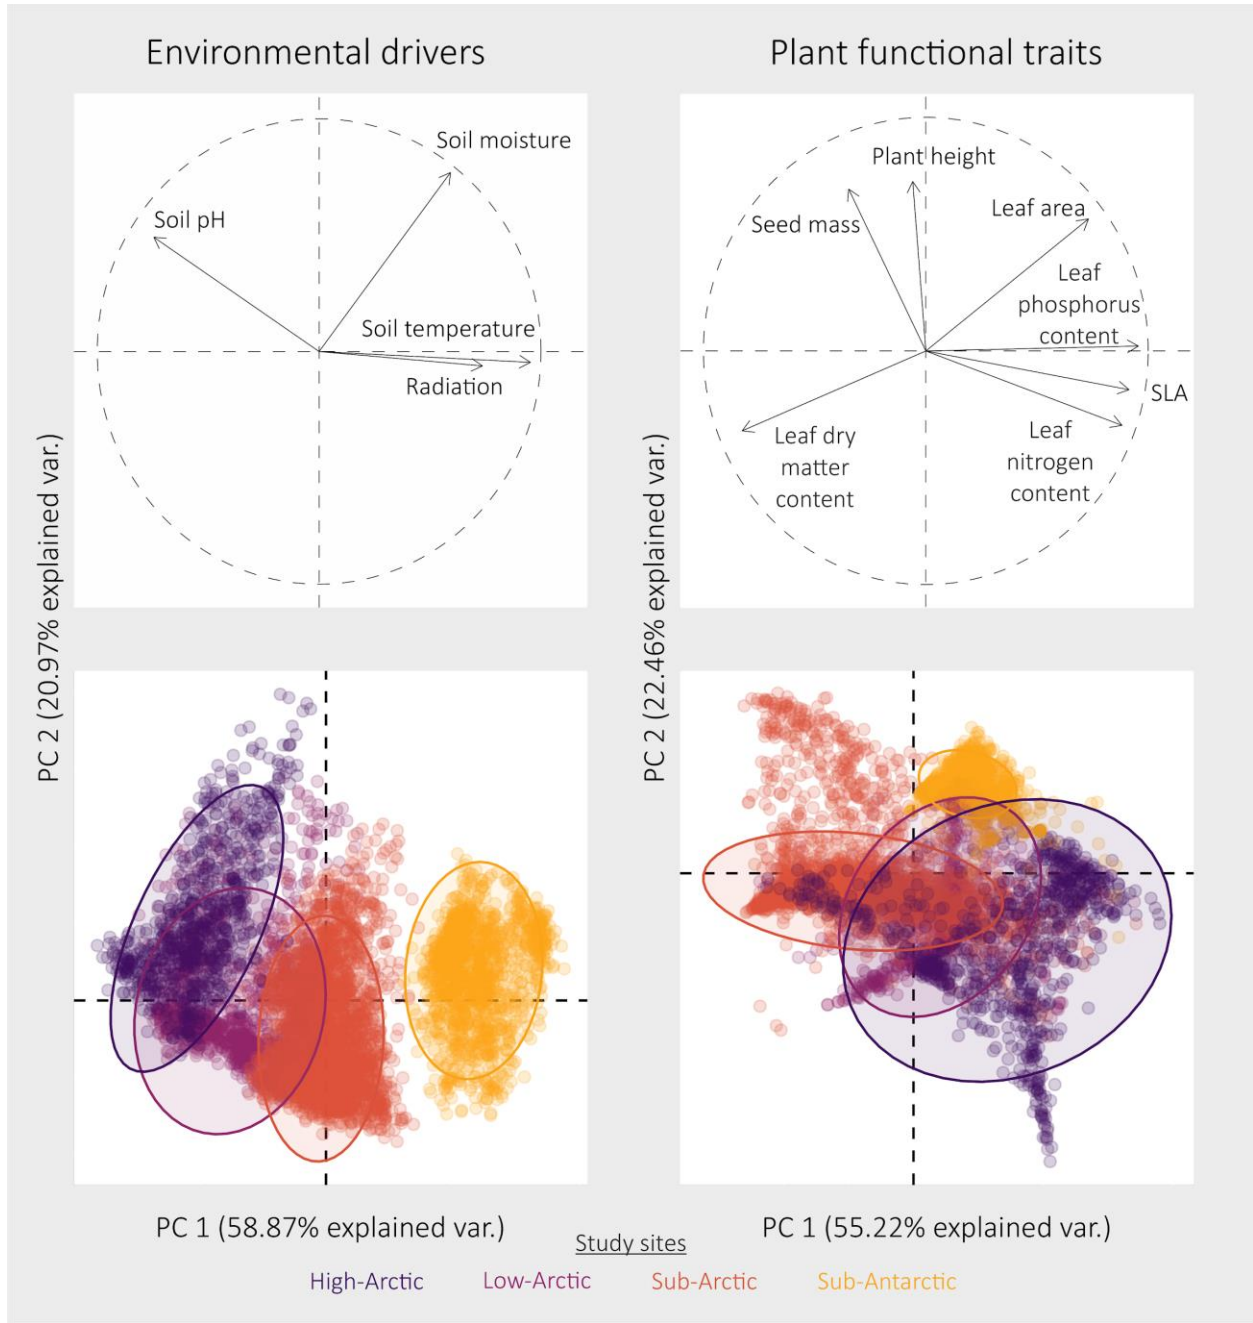 Environmental drivers
Plant functional traits
Soil moisture
Soil pH
Soil temperature
Radiation
Plant height
Seed mass
Leaf area
Leaf
phosphorus
content
SLA
Leaf dry
matter
content
Leaf
nitrogen
content
PC 2 (20.97% explained var.)
PC 2 (22.46% explained var.)
PC 1 (58.87% explained var.)
PC 1 (55.22% explained var.)
Study sites
High-Arctic
Low-Arctic
Sub-Arctic
Sub-Antarctic